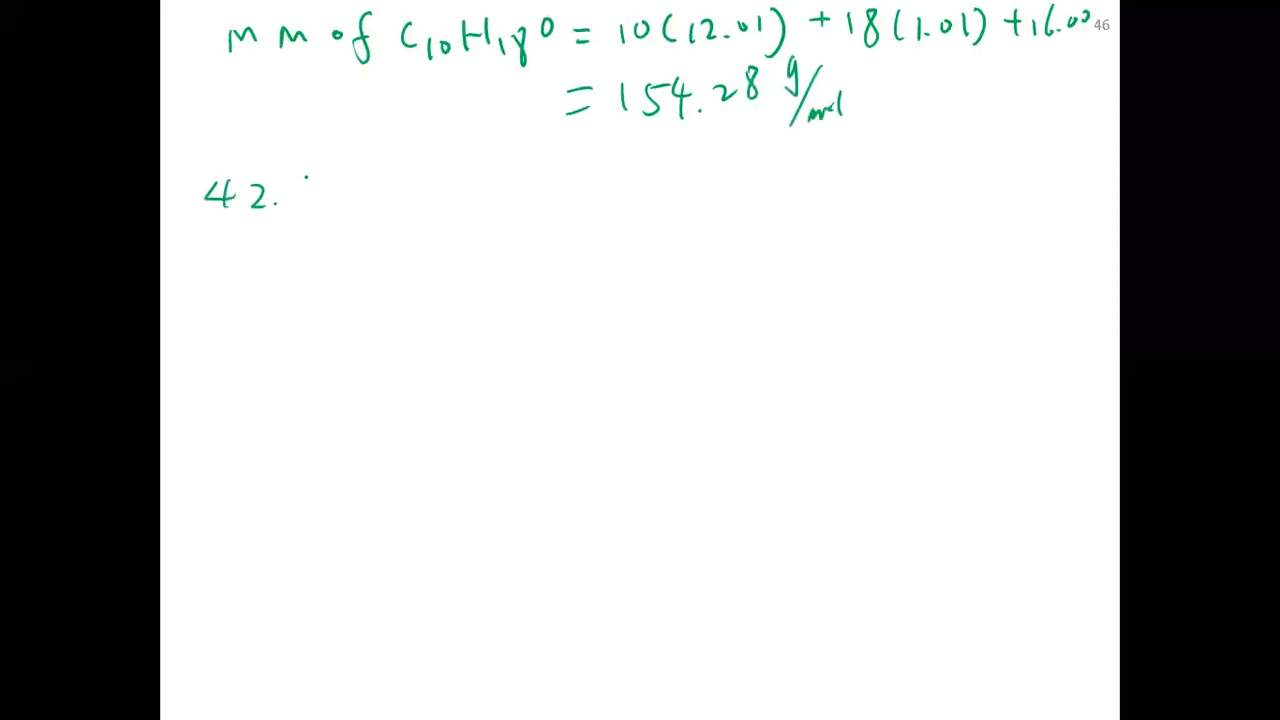 MM of C10H18O = 10(12.01) + 18(1.01) + 16.00 46
= 154.28 g/mol
42.